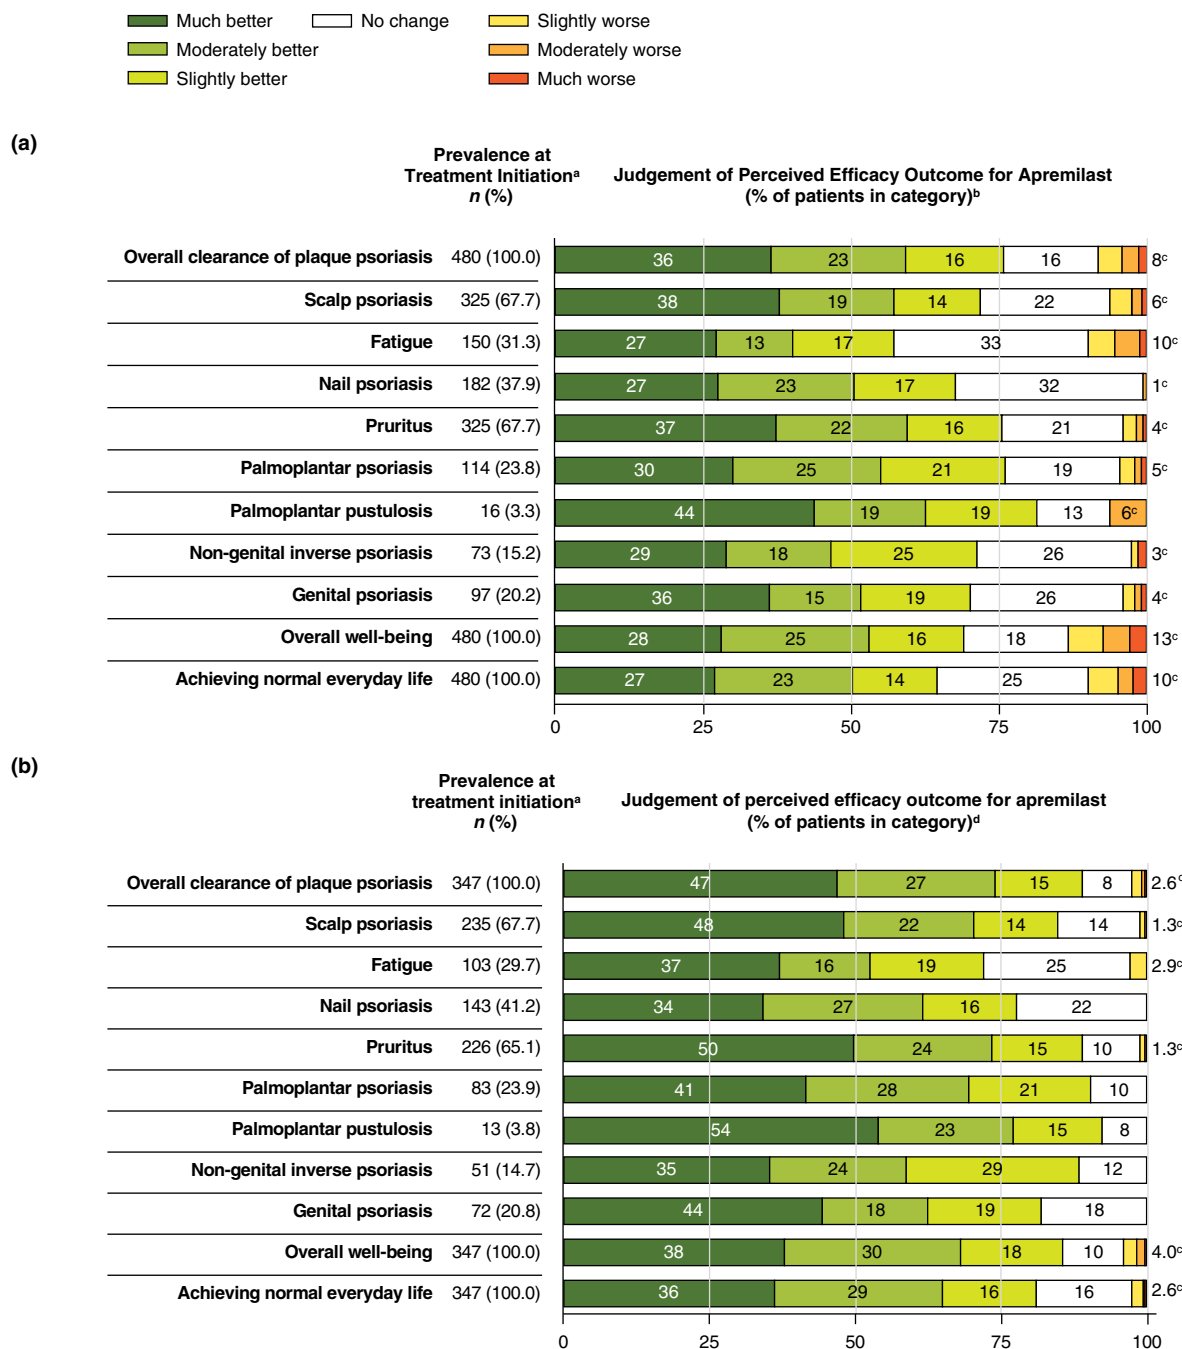 Much better No change Slightly worse
Moderately better Moderately worse
Slightly better Much worse
(a)
Prevalence at
Treatment Initiationᵃ
n (%)
Judgement of Perceived Efficacy Outcome for Apremilast
(% of patients in category)ᵇ
Overall clearance of plaque psoriasis 480 (100.0) 36 23 16 16 8ᶜ
Scalp psoriasis 325 (67.7) 38 19 14 22 6ᶜ
Fatigue 150 (31.3) 27 13 17 33 10ᶜ
Nail psoriasis 182 (37.9) 27 23 17 32 1ᶜ
Pruritus 325 (67.7) 37 22 16 21 4ᶜ
Palmoplantar psoriasis 114 (23.8) 30 25 21 19 5ᶜ
Palmoplantar pustulosis 16 (3.3) 44 19 19 13 6ᶜ
Non-genital inverse psoriasis 73 (15.2) 29 18 25 26 3ᶜ
Genital psoriasis 97 (20.2) 36 15 19 26 4ᶜ
Overall well-being 480 (100.0) 28 25 16 18 13ᶜ
Achieving normal everyday life 480 (100.0) 27 23 14 25 10ᶜ
0 25 50 75 100
(b)
Prevalence at
treatment initiationᵃ
n (%)
Judgement of perceived efficacy outcome for apremilast
(% of patients in category)ᵈ
Overall clearance of plaque psoriasis 347 (100.0) 47 27 15 8 2.6ᶜ
Scalp psoriasis 235 (67.7) 48 22 14 14 1.3ᶜ
Fatigue 103 (29.7) 37 16 19 25 2.9ᶜ
Nail psoriasis 143 (41.2) 34 27 16 22
Pruritus 226 (65.1) 50 24 15 10 1.3ᶜ
Palmoplantar psoriasis 83 (23.9) 41 28 21 10
Palmoplantar pustulosis 13 (3.8) 54 23 15 8
Non-genital inverse psoriasis 51 (14.7) 35 24 29 12
Genital psoriasis 72 (20.8) 44 18 19 18
Overall well-being 347 (100.0) 38 30 18 10 4.0ᶜ
Achieving normal everyday life 347 (100.0) 36 29 16 16 2.6ᶜ
0 25 50 75 100